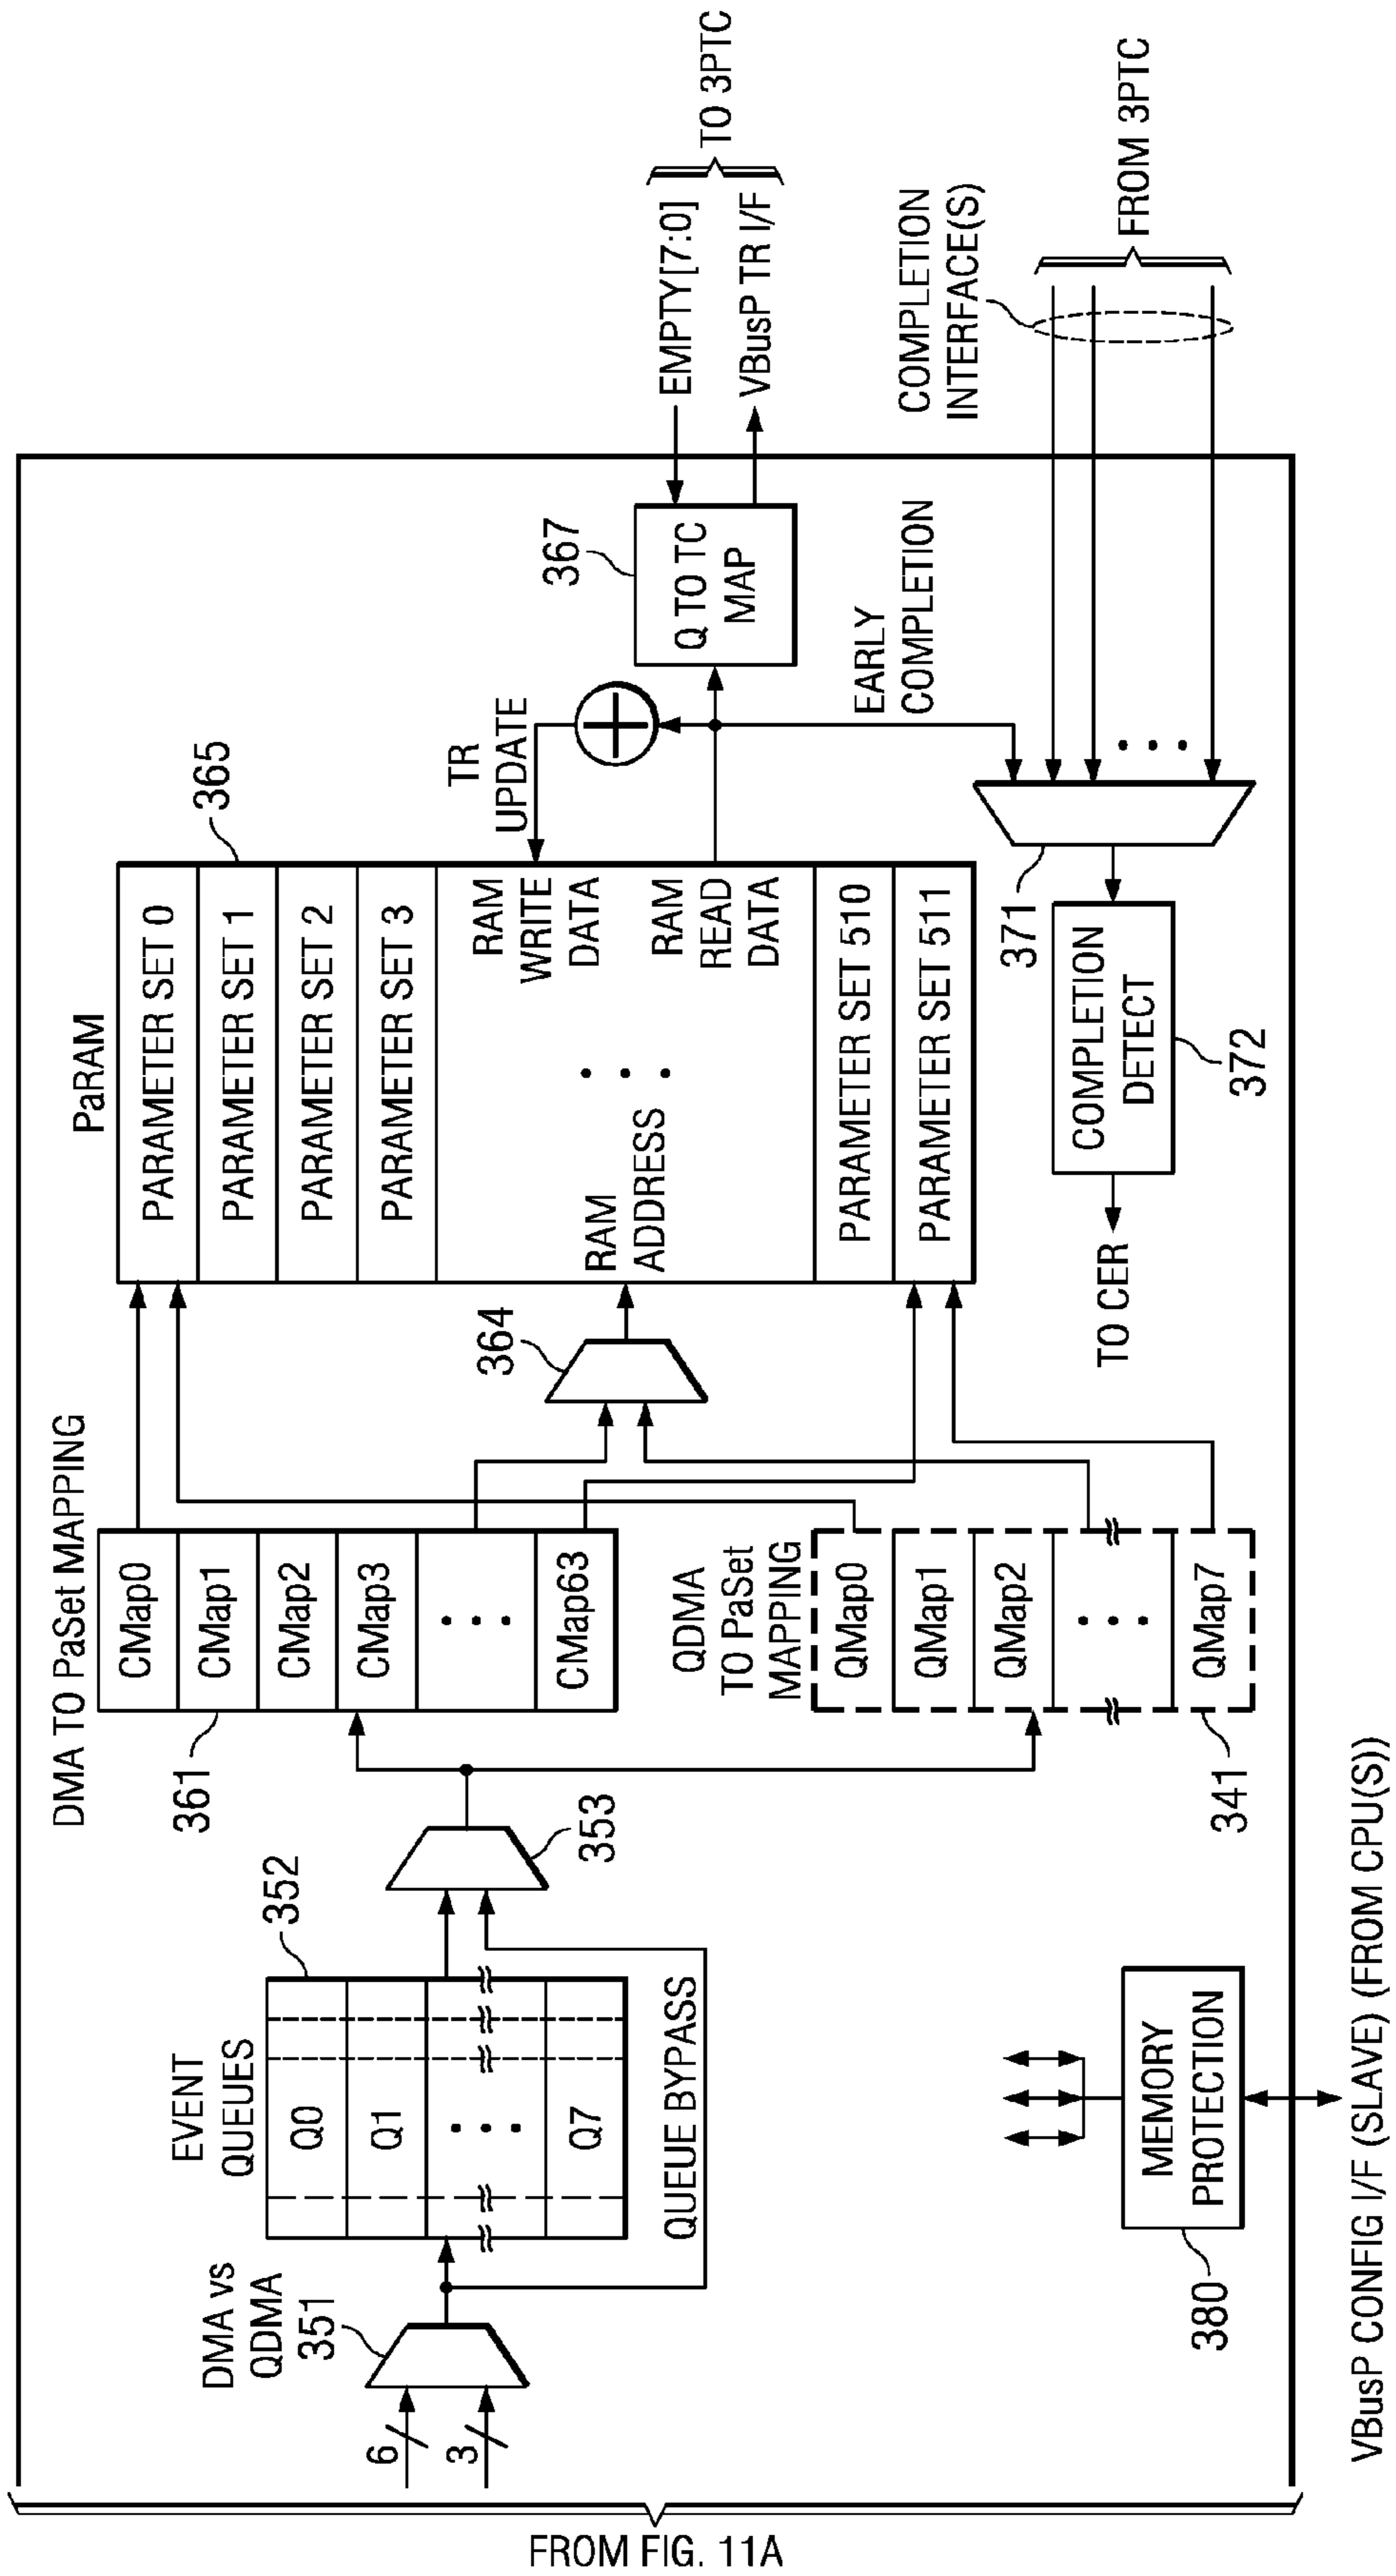 FROM FIG. 11A
6
3
DMA vs
QDMA
351
EVENT
QUEUES
352
Q0
Q1
Q7
QUEUE BYPASS
353
DMA TO PaSet MAPPING
361
CMap0
CMap1
CMap2
CMap3
CMap63
QDMA
TO PaSet
MAPPING
QMap0
QMap1
QMap2
QMap7
341
364
PaRAM
365
PARAMETER SET 0
PARAMETER SET 1
PARAMETER SET 2
PARAMETER SET 3
RAM
ADDRESS
RAM
WRITE
DATA
RAM
READ
DATA
PARAMETER SET 510
PARAMETER SET 511
TR
UPDATE
367
Q TO TC
MAP
EMPTY[7:0]
VBusP TR I/F
TO 3PTC
EARLY
COMPLETION
COMPLETION
INTERFACE(S)
FROM 3PTC
371
COMPLETION
DETECT
372
TO CER
MEMORY
PROTECTION
380
VBusP CONFIG I/F (SLAVE) (FROM CPU(S))